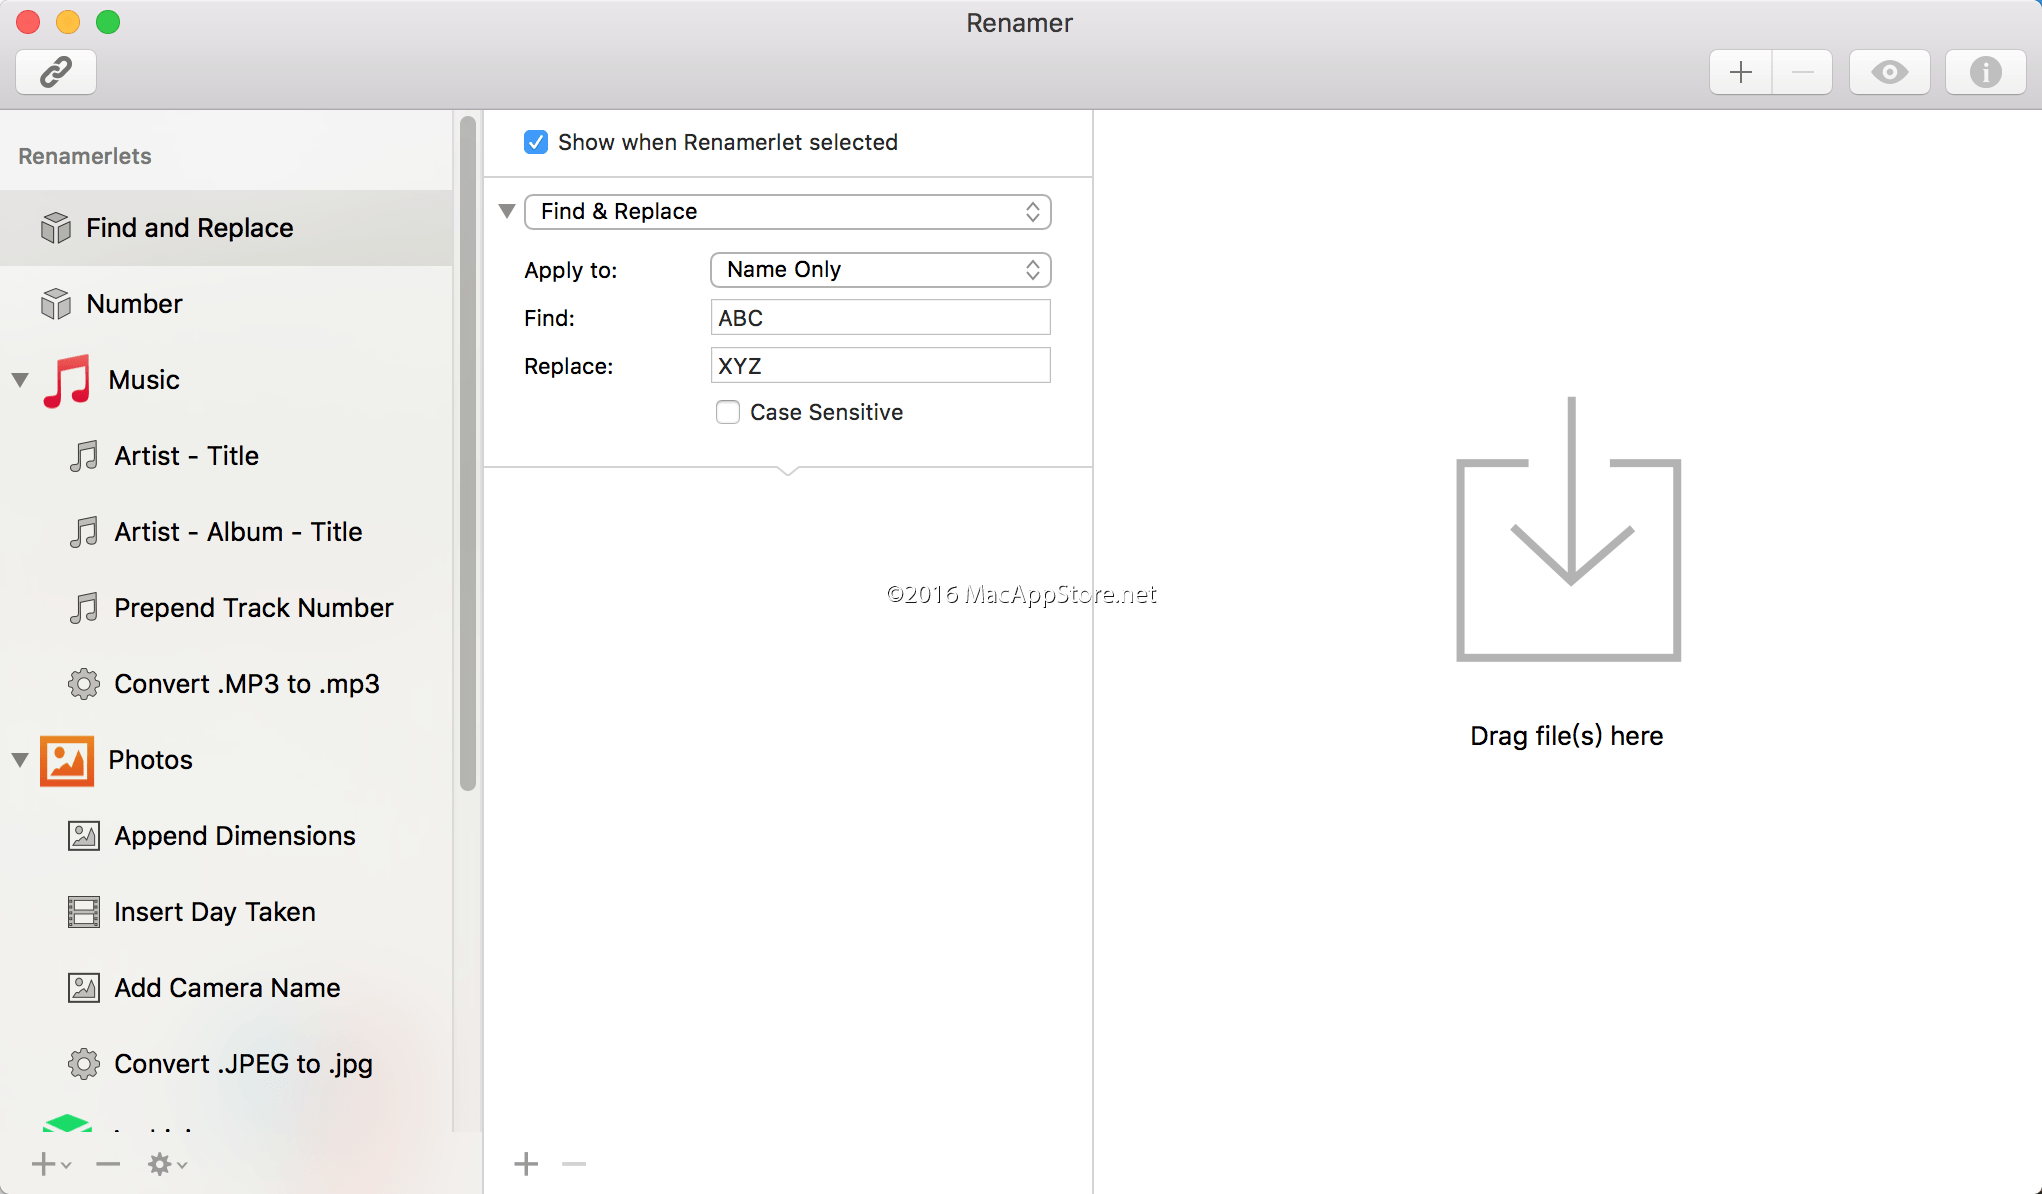 Renamer
Renamerlets
Find and Replace
Number
Music
Artist - Title
Artist - Album - Title
Prepend Track Number
Convert .MP3 to .mp3
Photos
Append Dimensions
Insert Day Taken
Add Camera Name
Convert .JPEG to .jpg
Show when Renamerlet selected
Find & Replace
Apply to: Name Only
Find: ABC
Replace: XYZ
Case Sensitive
©2016 MacAppStore.net
Drag file(s) here